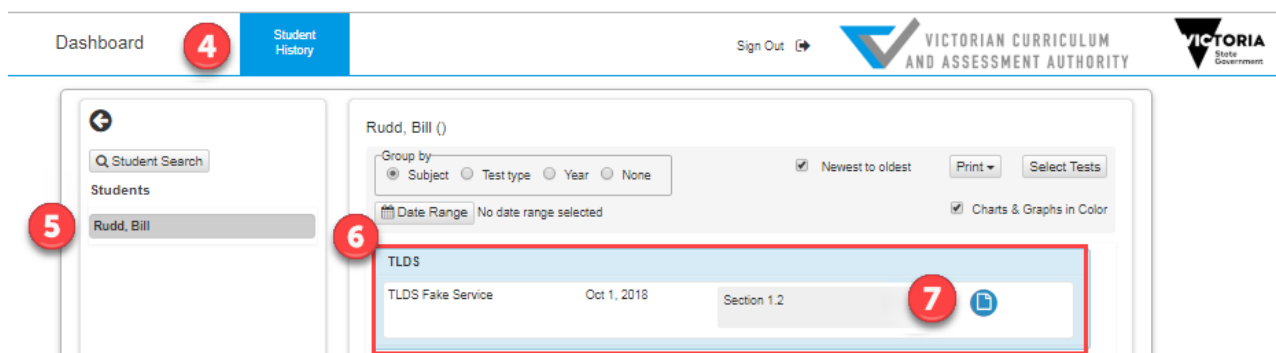 Dashboard
4
Student
History
Sign Out
VICTORIAN CURRICULUM
AND ASSESSMENT AUTHORITY
VICTORIA
State
Government
Student Search
Students
5
Rudd, Bill
Rudd, Bill ()
Group by
Subject Test type Year None
Newest to oldest
Print
Select Tests
Date Range No date range selected
Charts & Graphs in Color
6
TLDS
TLDS Fake Service Oct 1, 2018 Section 1.2
7